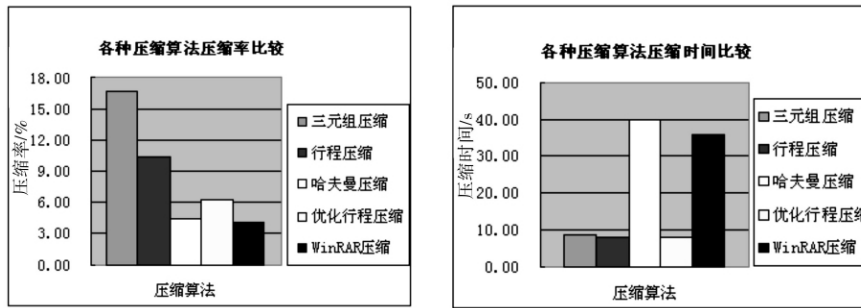 各种压缩算法压缩率比较
18.00
15.00
12.00
9.00
6.00
3.00
0.00
压缩率/%
压缩算法
三元组压缩
行程压缩
哈夫曼压缩
优化行程压缩
WinRAR压缩
各种压缩算法压缩时间比较
50.00
40.00
30.00
20.00
10.00
0.00
压缩时间/s
压缩算法
三元组压缩
行程压缩
哈夫曼压缩
优化行程压缩
WinRAR压缩